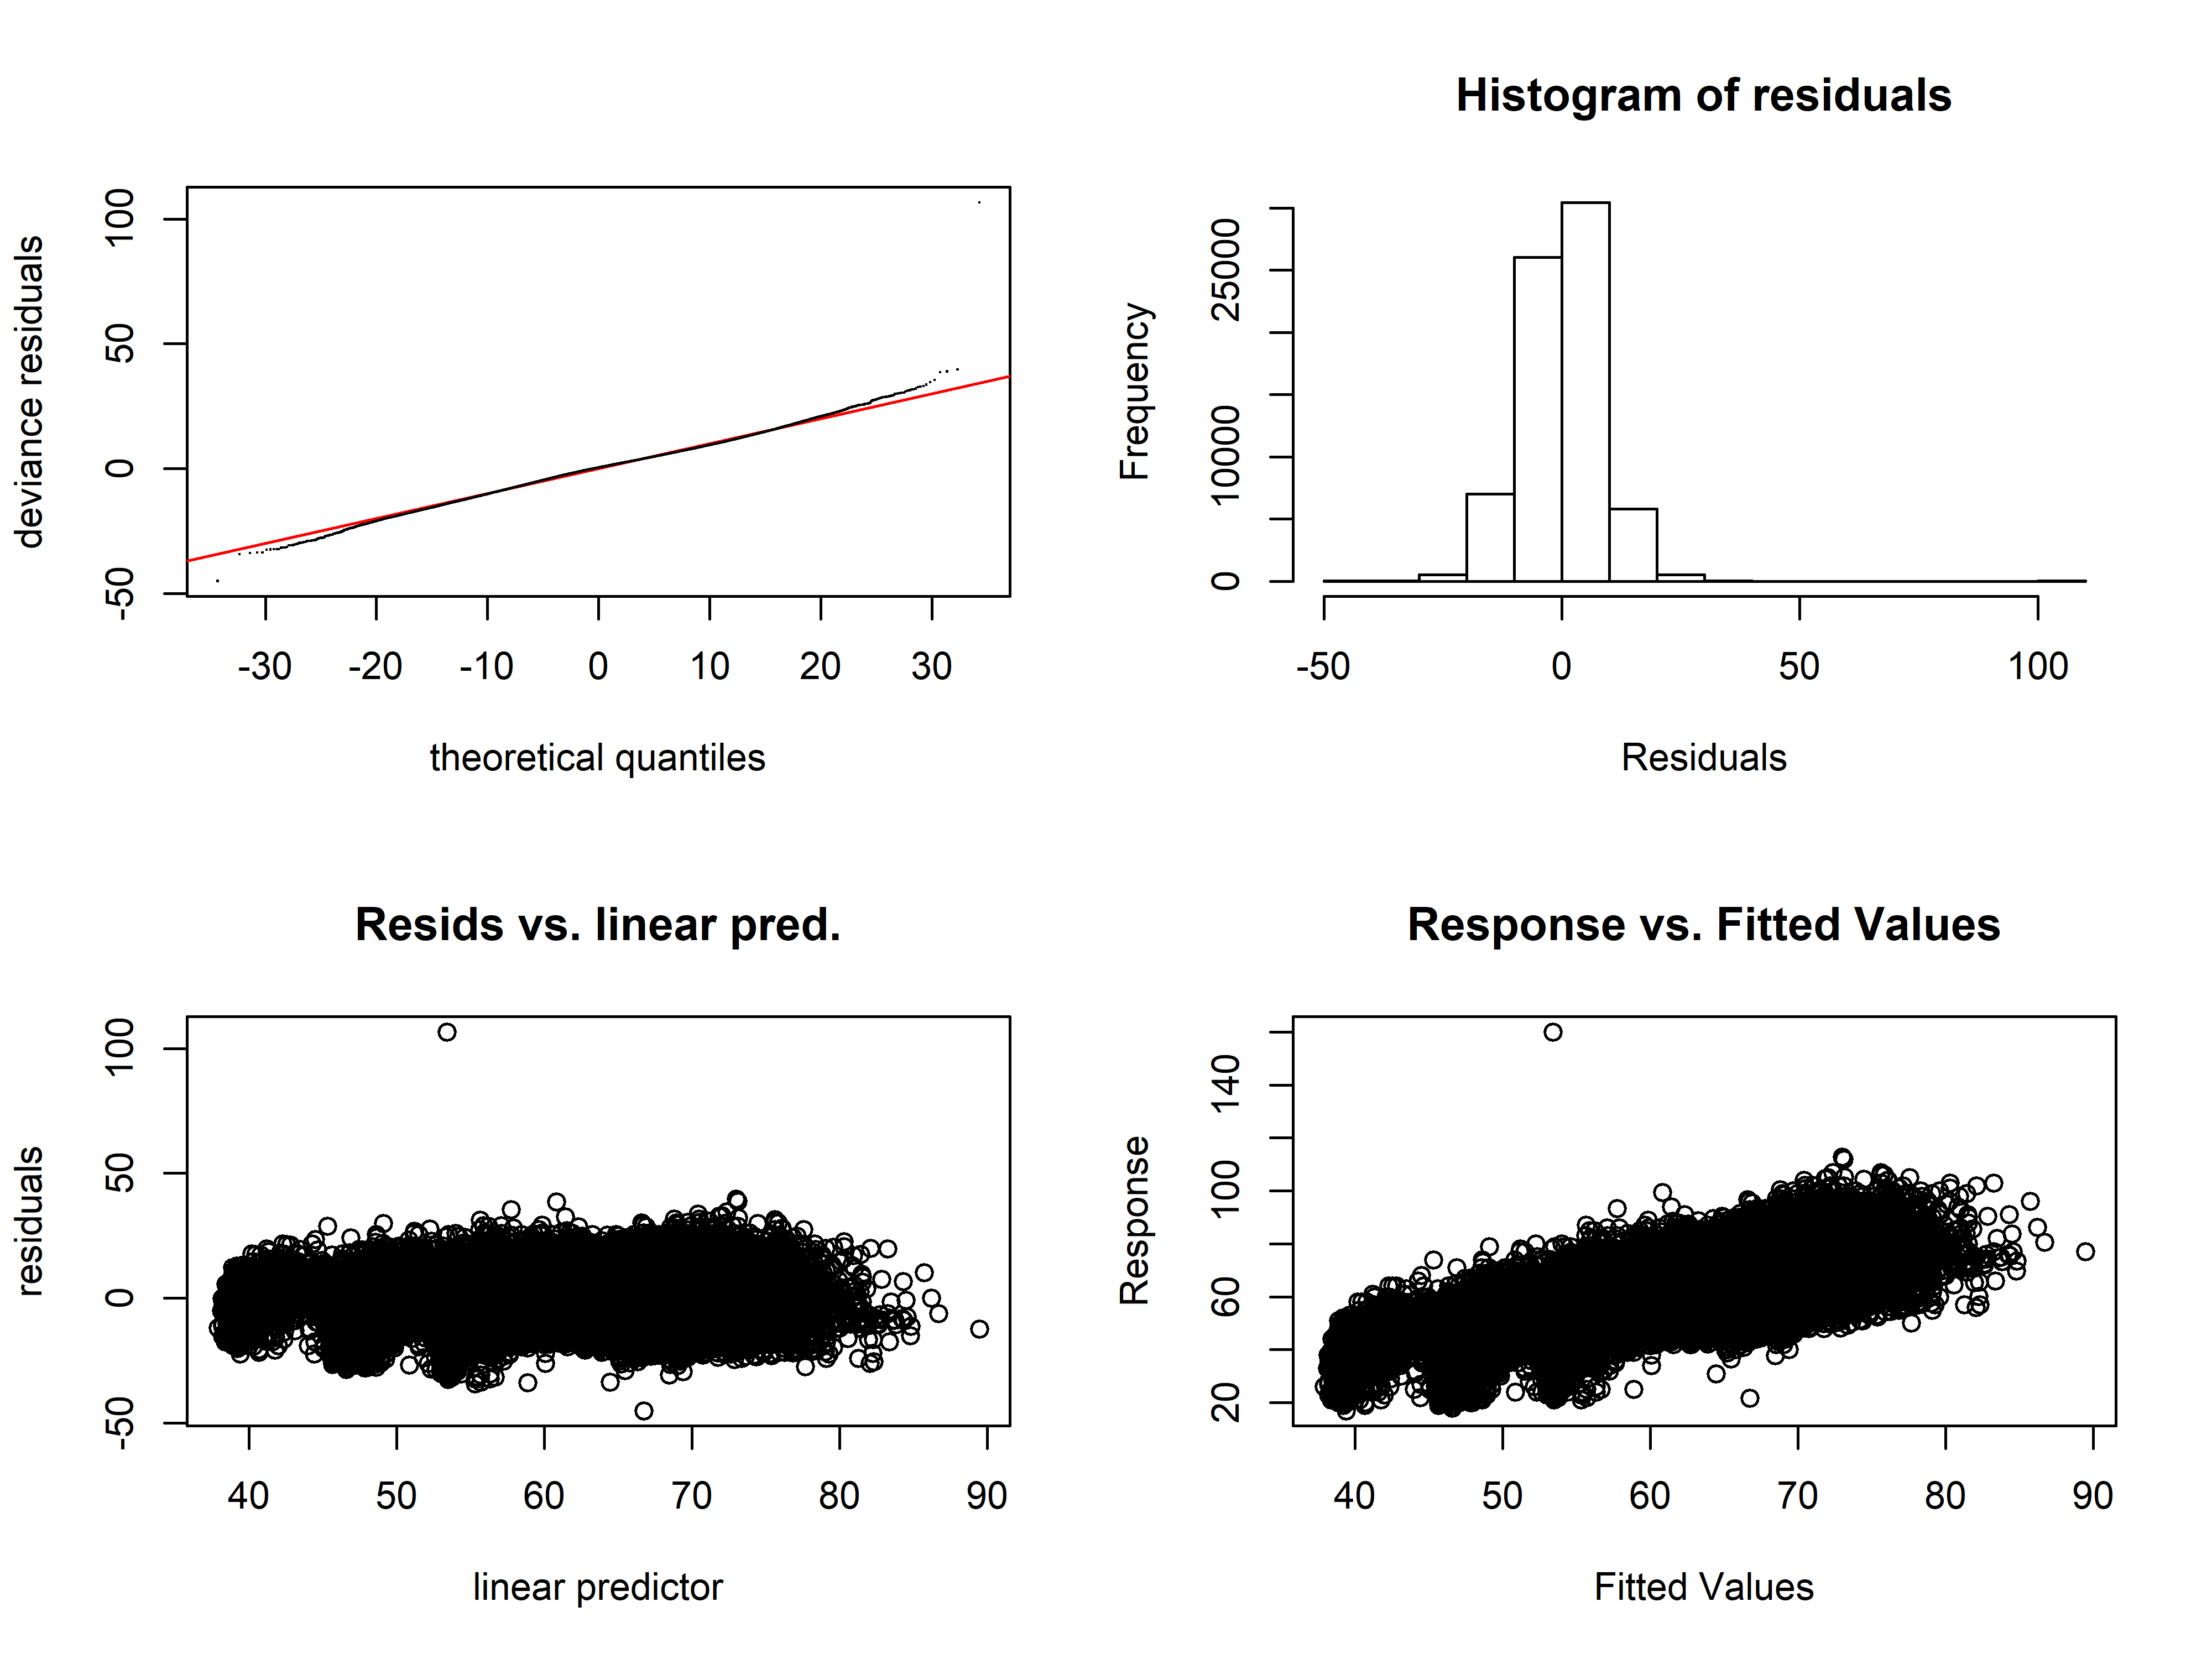 100
50
0
-50
deviance residuals
-30 -20 -10 0 10 20 30
theoretical quantiles
Histogram of residuals
25000
10000
0
Frequency
-50 0 50 100
Residuals
Resids vs. linear pred.
100
50
0
-50
residuals
40 50 60 70 80 90
linear predictor
Response vs. Fitted Values
140
100
60
20
Response
40 50 60 70 80 90
Fitted Values